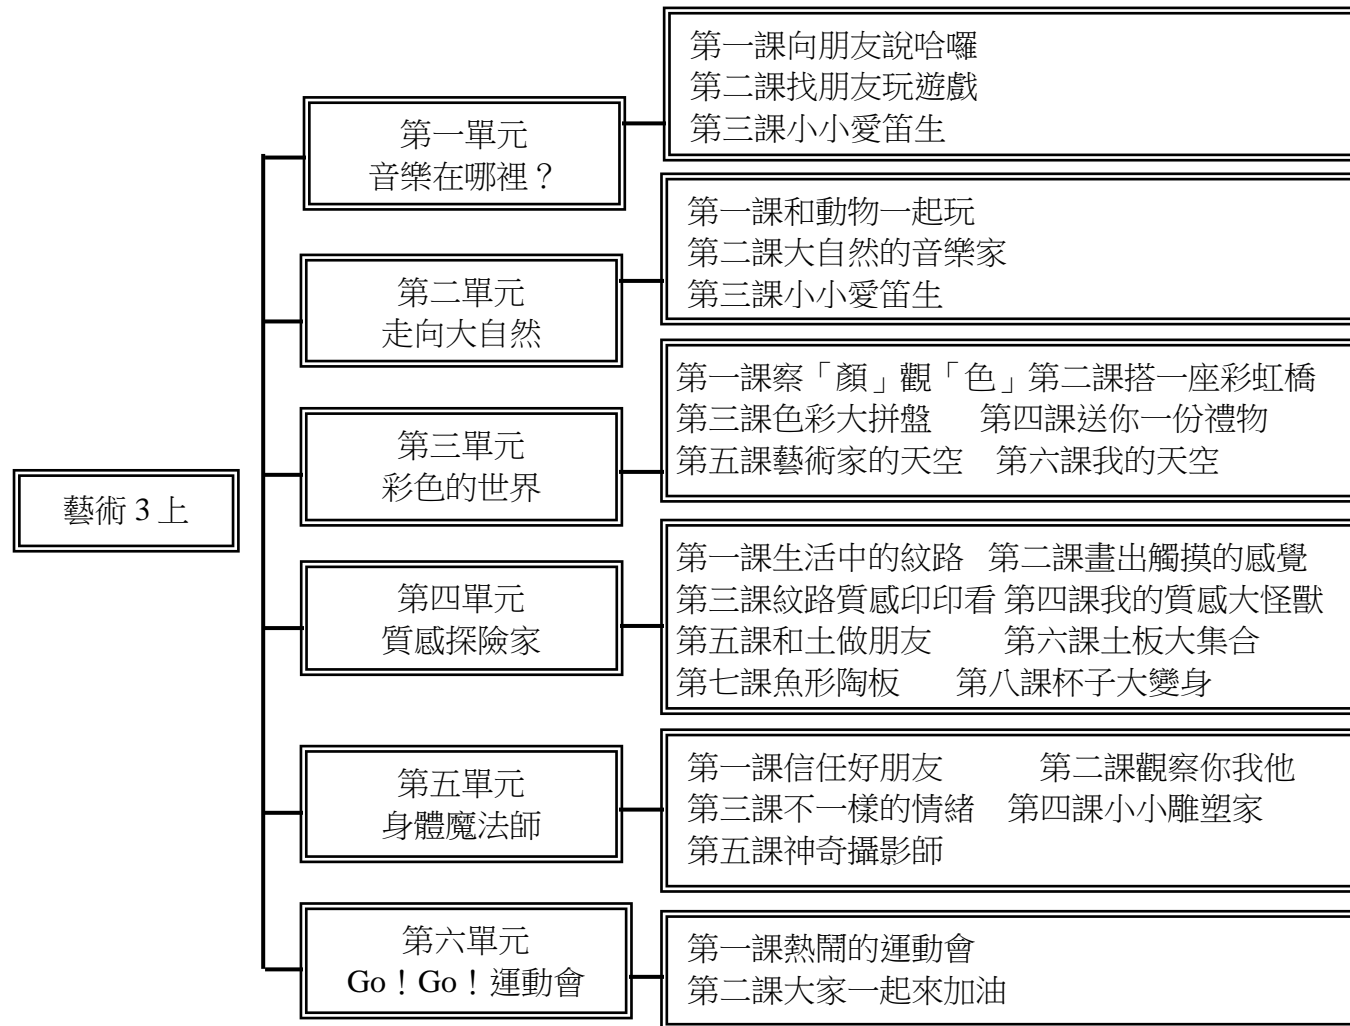 藝術 3 上
第一單元
音樂在哪裡？
第一課向朋友說哈囉
第二課找朋友玩遊戲
第三課小小愛笛生
第二單元
走向大自然
第一課和動物一起玩
第二課大自然的音樂家
第三課小小愛笛生
第三單元
彩色的世界
第一課察「顏」觀「色」第二課搭一座彩虹橋
第三課色彩大拼盤 第四課送你一份禮物
第五課藝術家的天空 第六課我的天空
第四單元
質感探險家
第一課生活中的紋路 第二課畫出觸摸的感覺
第三課紋路質感印印看 第四課我的質感大怪獸
第五課和土做朋友 第六課土板大集合
第七課魚形陶板 第八課杯子大變身
第五單元
身體魔法師
第一課信任好朋友 第二課觀察你我他
第三課不一樣的情緒 第四課小小雕塑家
第五課神奇攝影師
第六單元
Go！Go！運動會
第一課熱鬧的運動會
第二課大家一起來加油